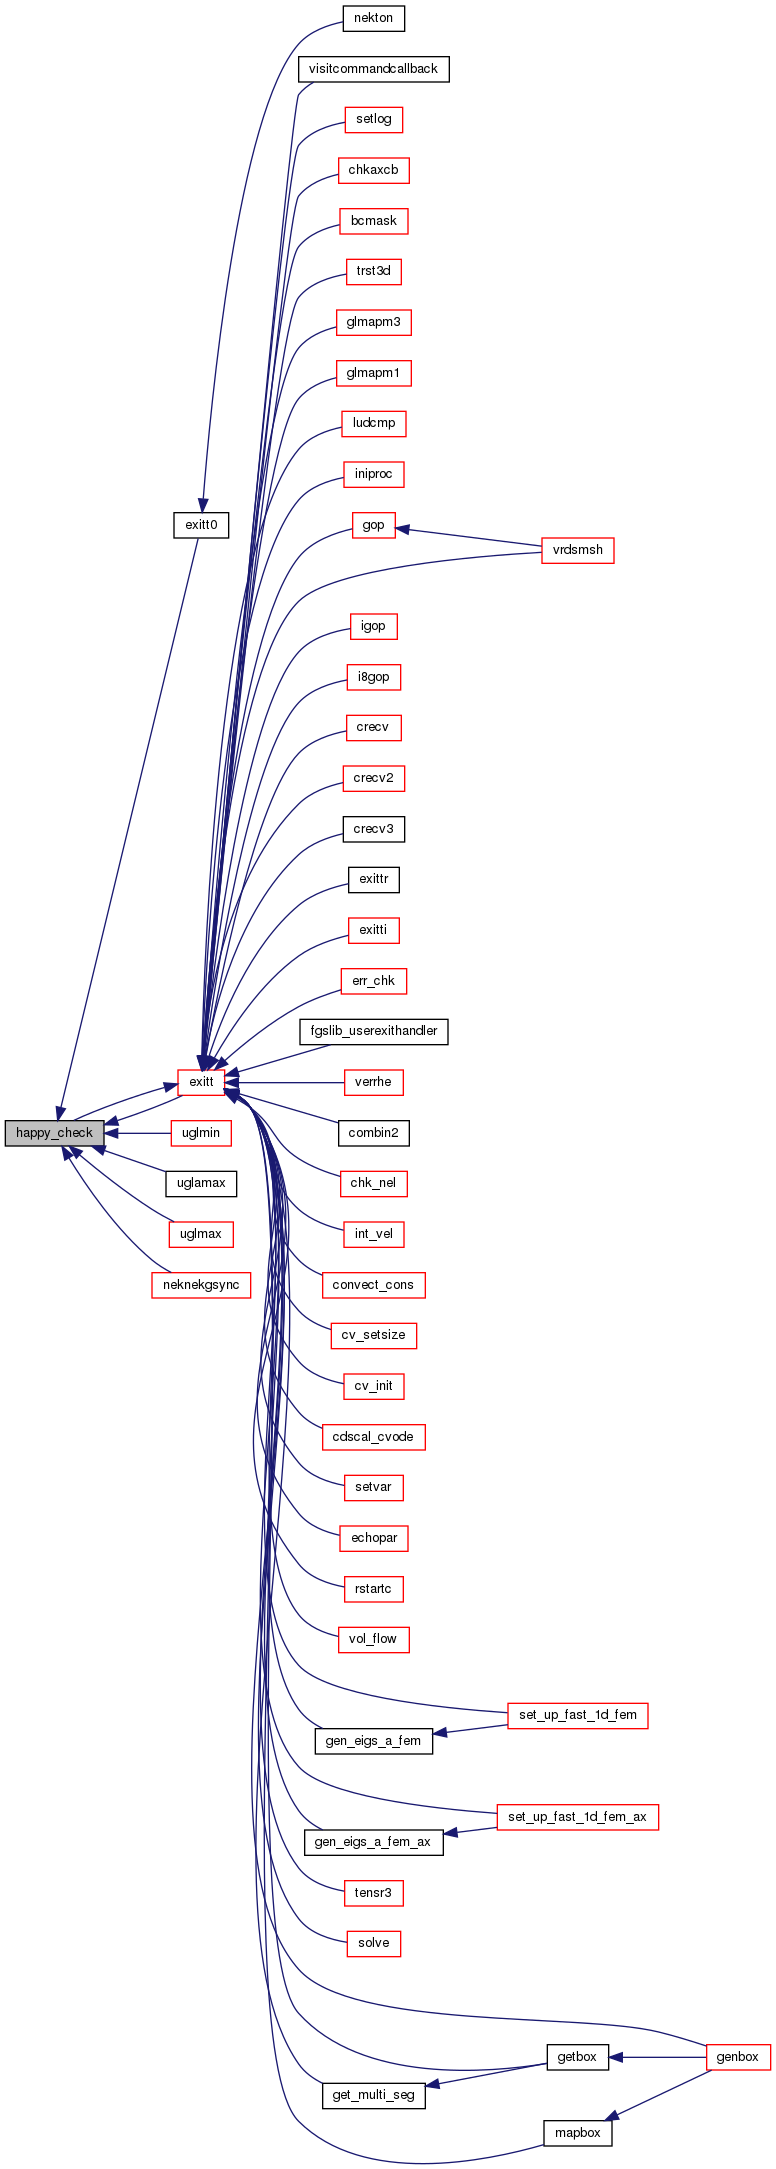 nekton
visitcommandcallback
setlog
chkaxcb
bcmask
trst3d
glmapm3
glmapm1
ludcmp
iniproc
exitt0
gop
vrdsmsh
igop
i8gop
crecv
crecv2
crecv3
exittr
exitti
err_chk
fgslib_userexithandler
exitt
verrhe
happy_check
uglmin
combin2
uglamax
chk_nel
uglmax
int_vel
neknekgsync
convect_cons
cv_setsize
cv_init
cdscal_cvode
setvar
echopar
rstartc
vol_flow
set_up_fast_1d_fem
gen_eigs_a_fem
set_up_fast_1d_fem_ax
gen_eigs_a_fem_ax
tensr3
solve
getbox
genbox
get_multi_seg
mapbox